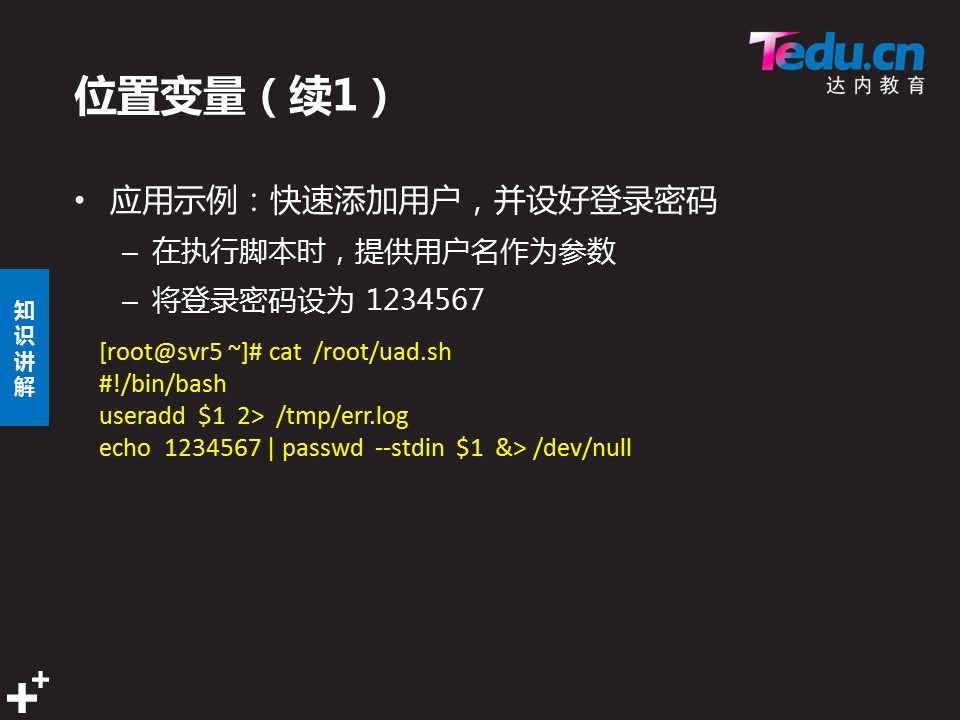 Tedu.cn
达内教育
位置变量（续1）
• 应用示例：快速添加用户，并设好登录密码
– 在执行脚本时，提供用户名作为参数
– 将登录密码设为 1234567
知识讲解
[root@svr5 ~]# cat /root/uad.sh
#!/bin/bash
useradd $1 2> /tmp/err.log
echo 1234567 | passwd --stdin $1 &> /dev/null